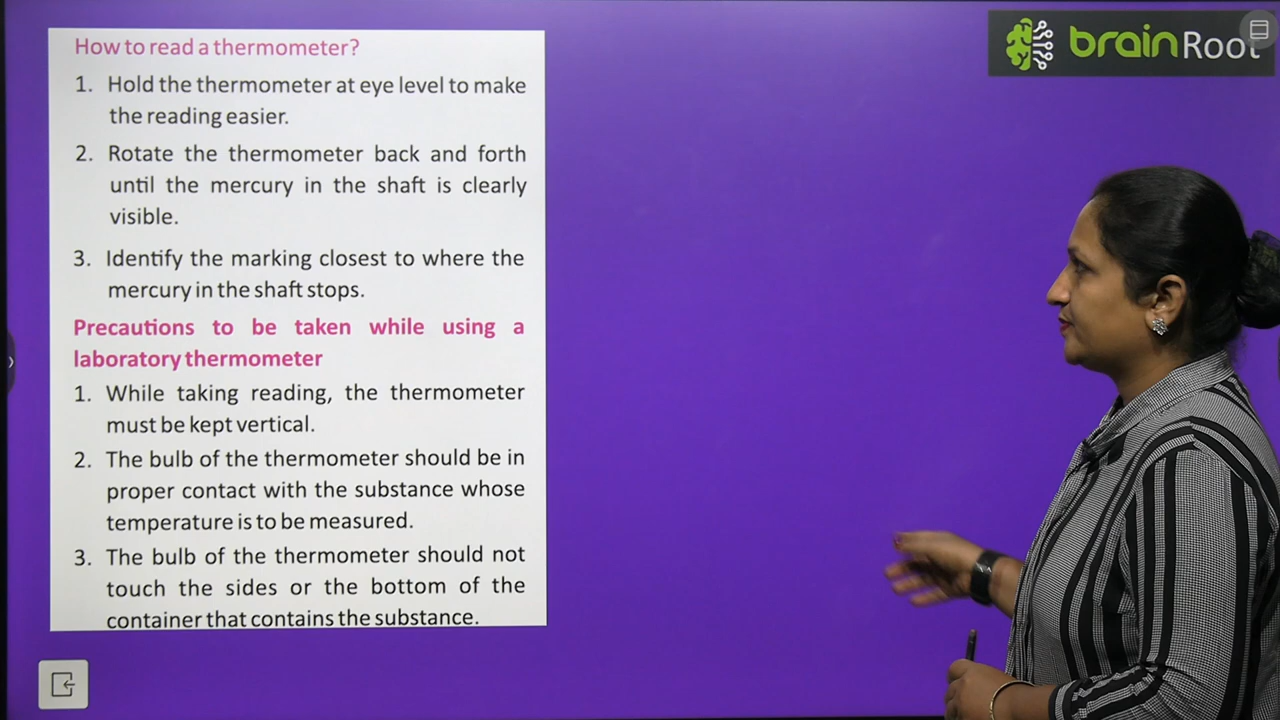 How to read a thermometer?
1. Hold the thermometer at eye level to make
the reading easier.
2. Rotate the thermometer back and forth
until the mercury in the shaft is clearly
visible.
3. Identify the marking closest to where the
mercury in the shaft stops.
Precautions to be taken while using a
laboratory thermometer
1. While taking reading, the thermometer
must be kept vertical.
2. The bulb of the thermometer should be in
proper contact with the substance whose
temperature is to be measured.
3. The bulb of the thermometer should not
touch the sides or the bottom of the
container that contains the substance.
brainRoot